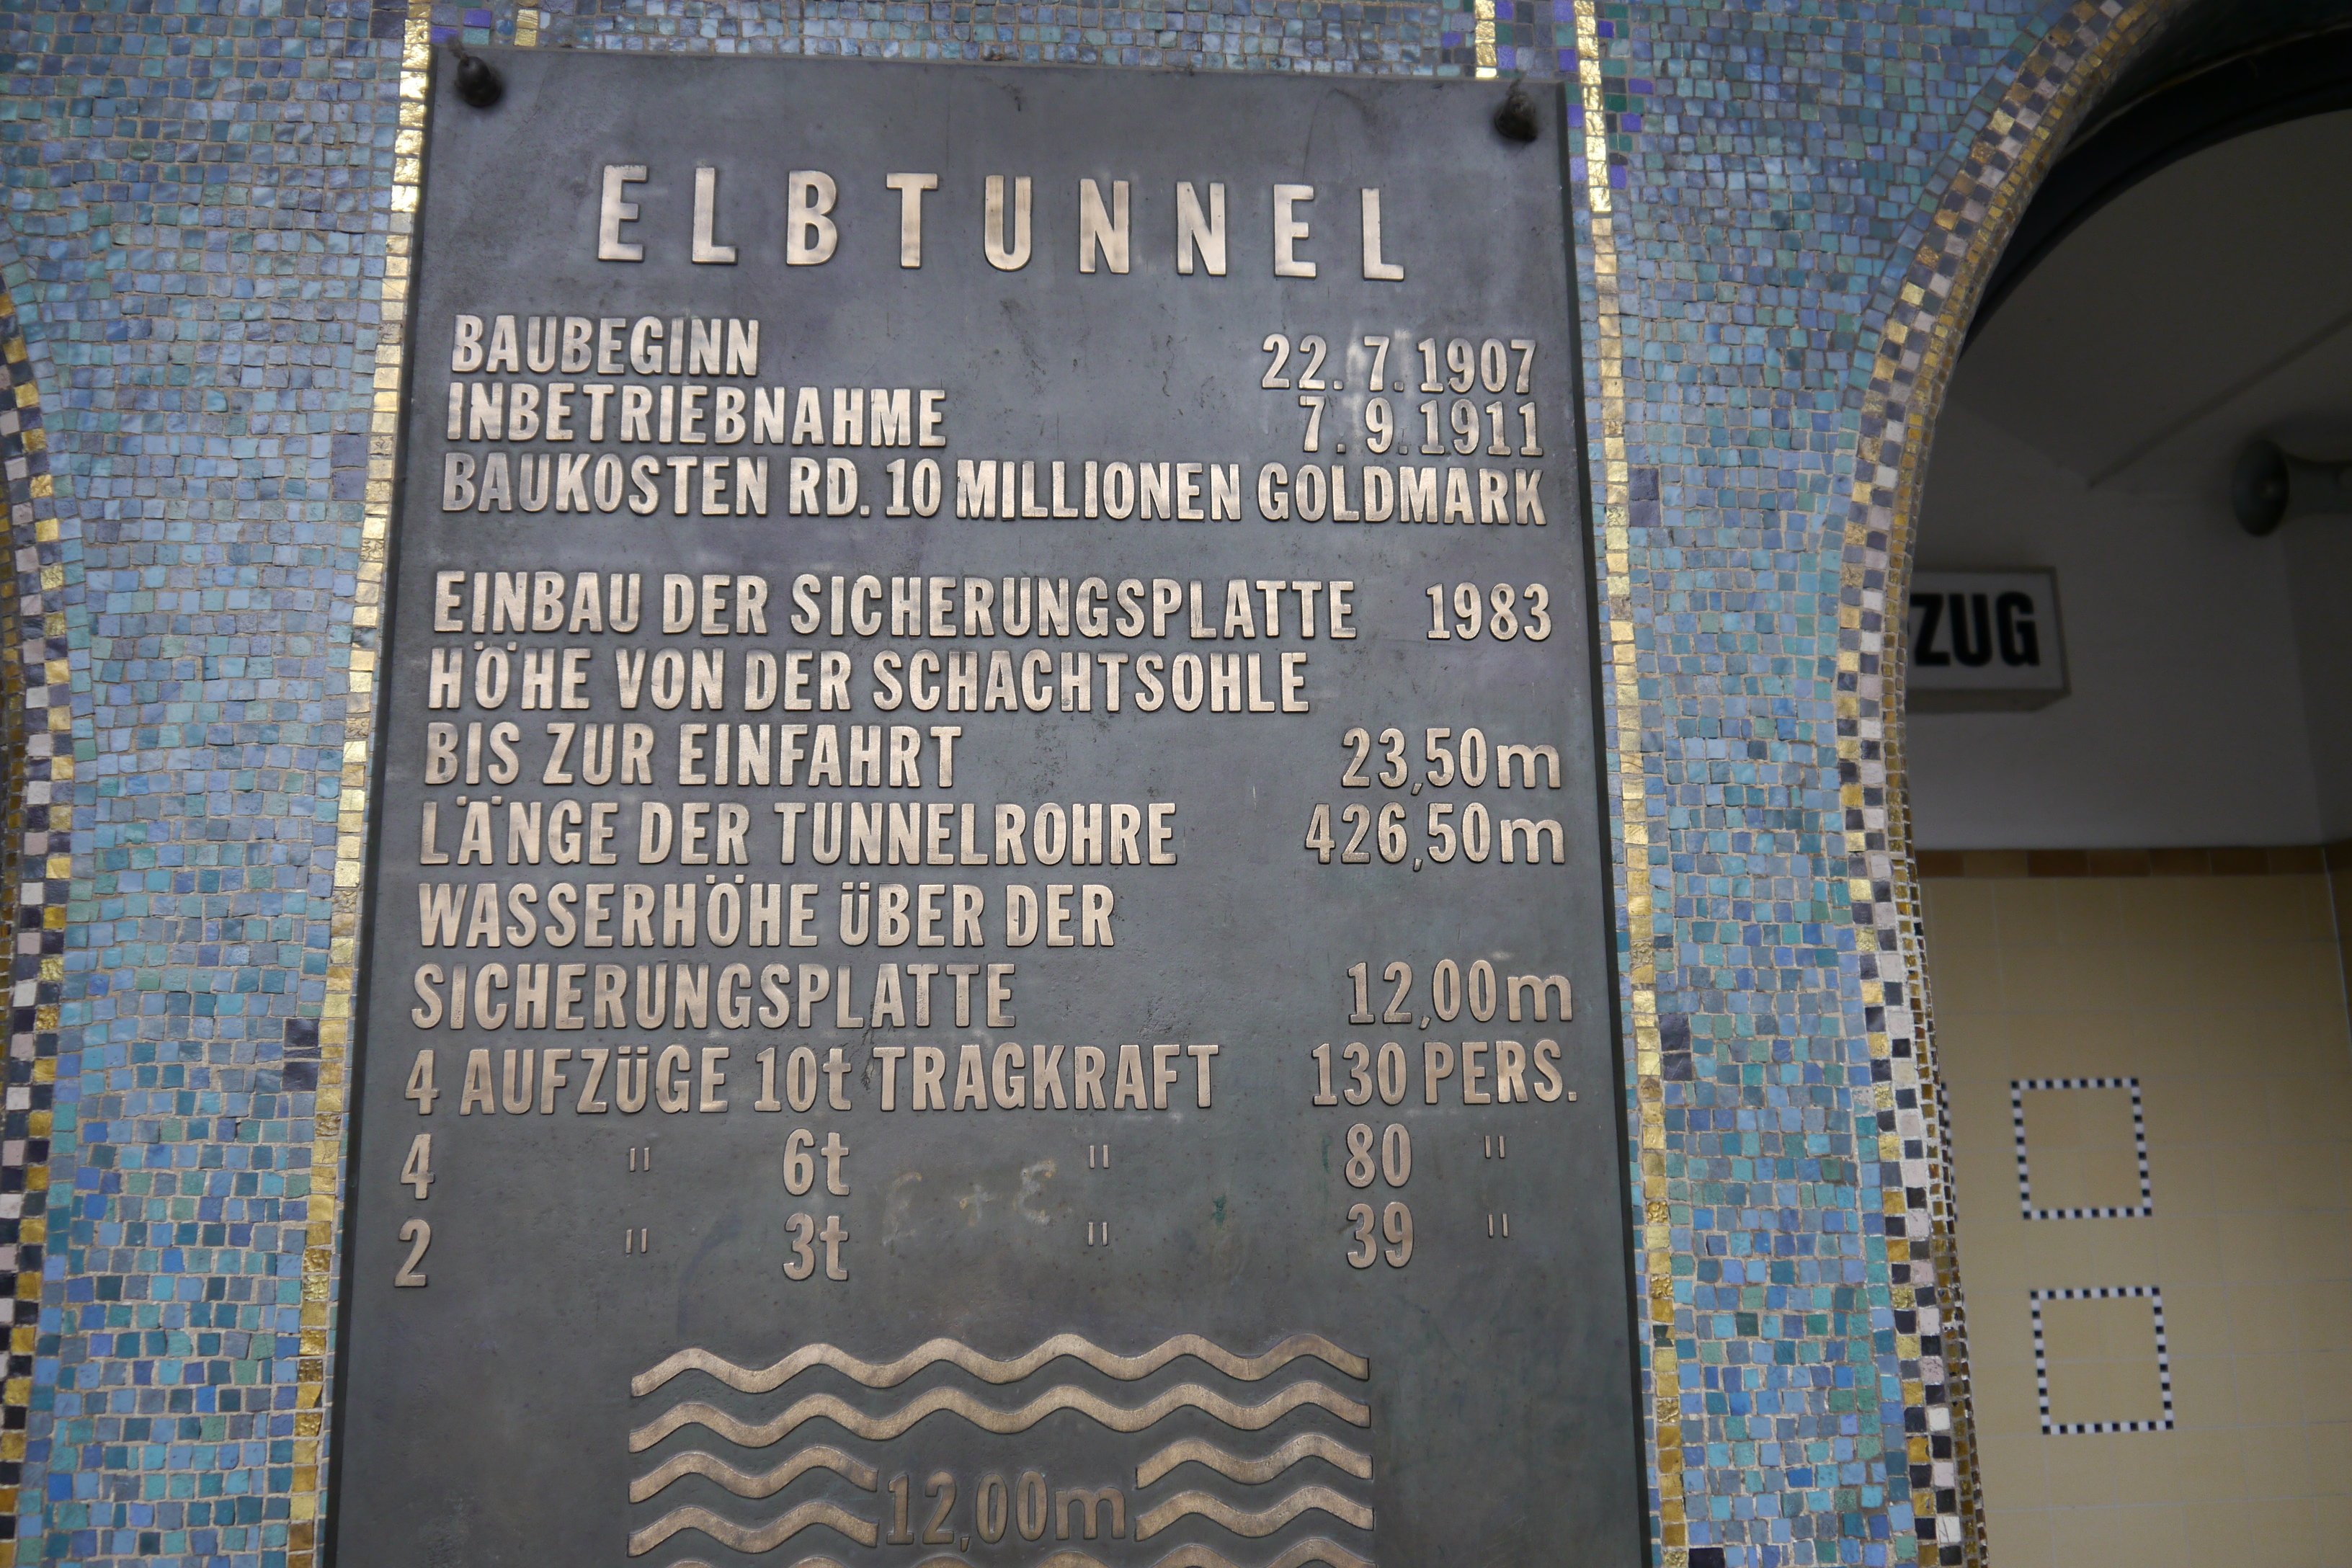 ELBTUNNEL
BAUBEGINN 22.7.1907
INBETRIEBNAHME 7.9.1911
BAUKOSTEN RD. 10 MILLIONEN GOLDMARK
EINBAU DER SICHERUNGSPLATTE 1983
HÖHE VON DER SCHACHTSOHLE
BIS ZUR EINFAHRT 23,50m
LÄNGE DER TUNNELROHRE 426,50m
WASSERHÖHE ÜBER DER
SICHERUNGSPLATTE 12,00m
4 AUFZÜGE 10t TRAGKRAFT 130 PERS.
4 " 6t " 80 "
2 " 3t " 39 "
12,00m
ZUG